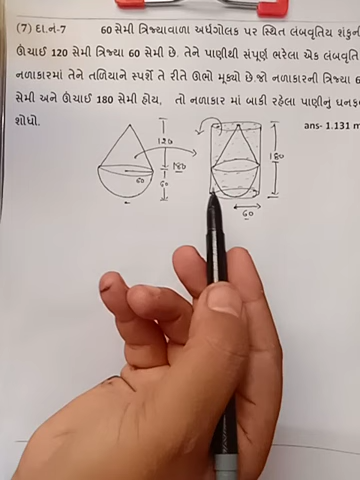 (7) દા.નં-7 60 સેમી ત્રિજ્યાવાળા અર્ધગોલક પર સ્થિત લંબવૃત્તિય શંકુની
ઊંચાઈ 120 સેમી ત્રિજ્યા 60 સેમી છે. તેને પાણીથી સંપૂર્ણ ભરેલા એક લંબવૃત્તિ
નળાકારમાં તેને તળિયાને સ્પર્શે તે રીતે ઊભો મૂક્યો છે.જો નળાકારની ત્રિજ્યા 6
સેમી અને ઊંચાઈ 180 સેમી હોય, તો નળાકાર માં બાકી રહેલા પાણીનું ઘનફ
શોધો. ans- 1.131 m
120
180
60
60
180
60